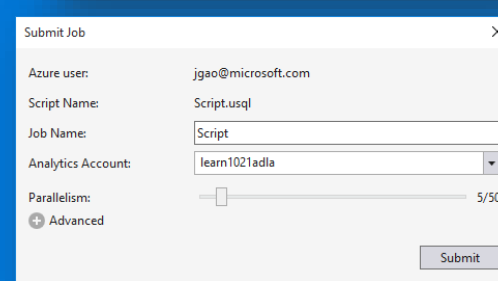 Submit Job
Azure user: jgao@microsoft.com
Script Name: Script.usql
Job Name: Script
Analytics Account: learn1021adla
Parallelism: 5/50
Advanced
Submit